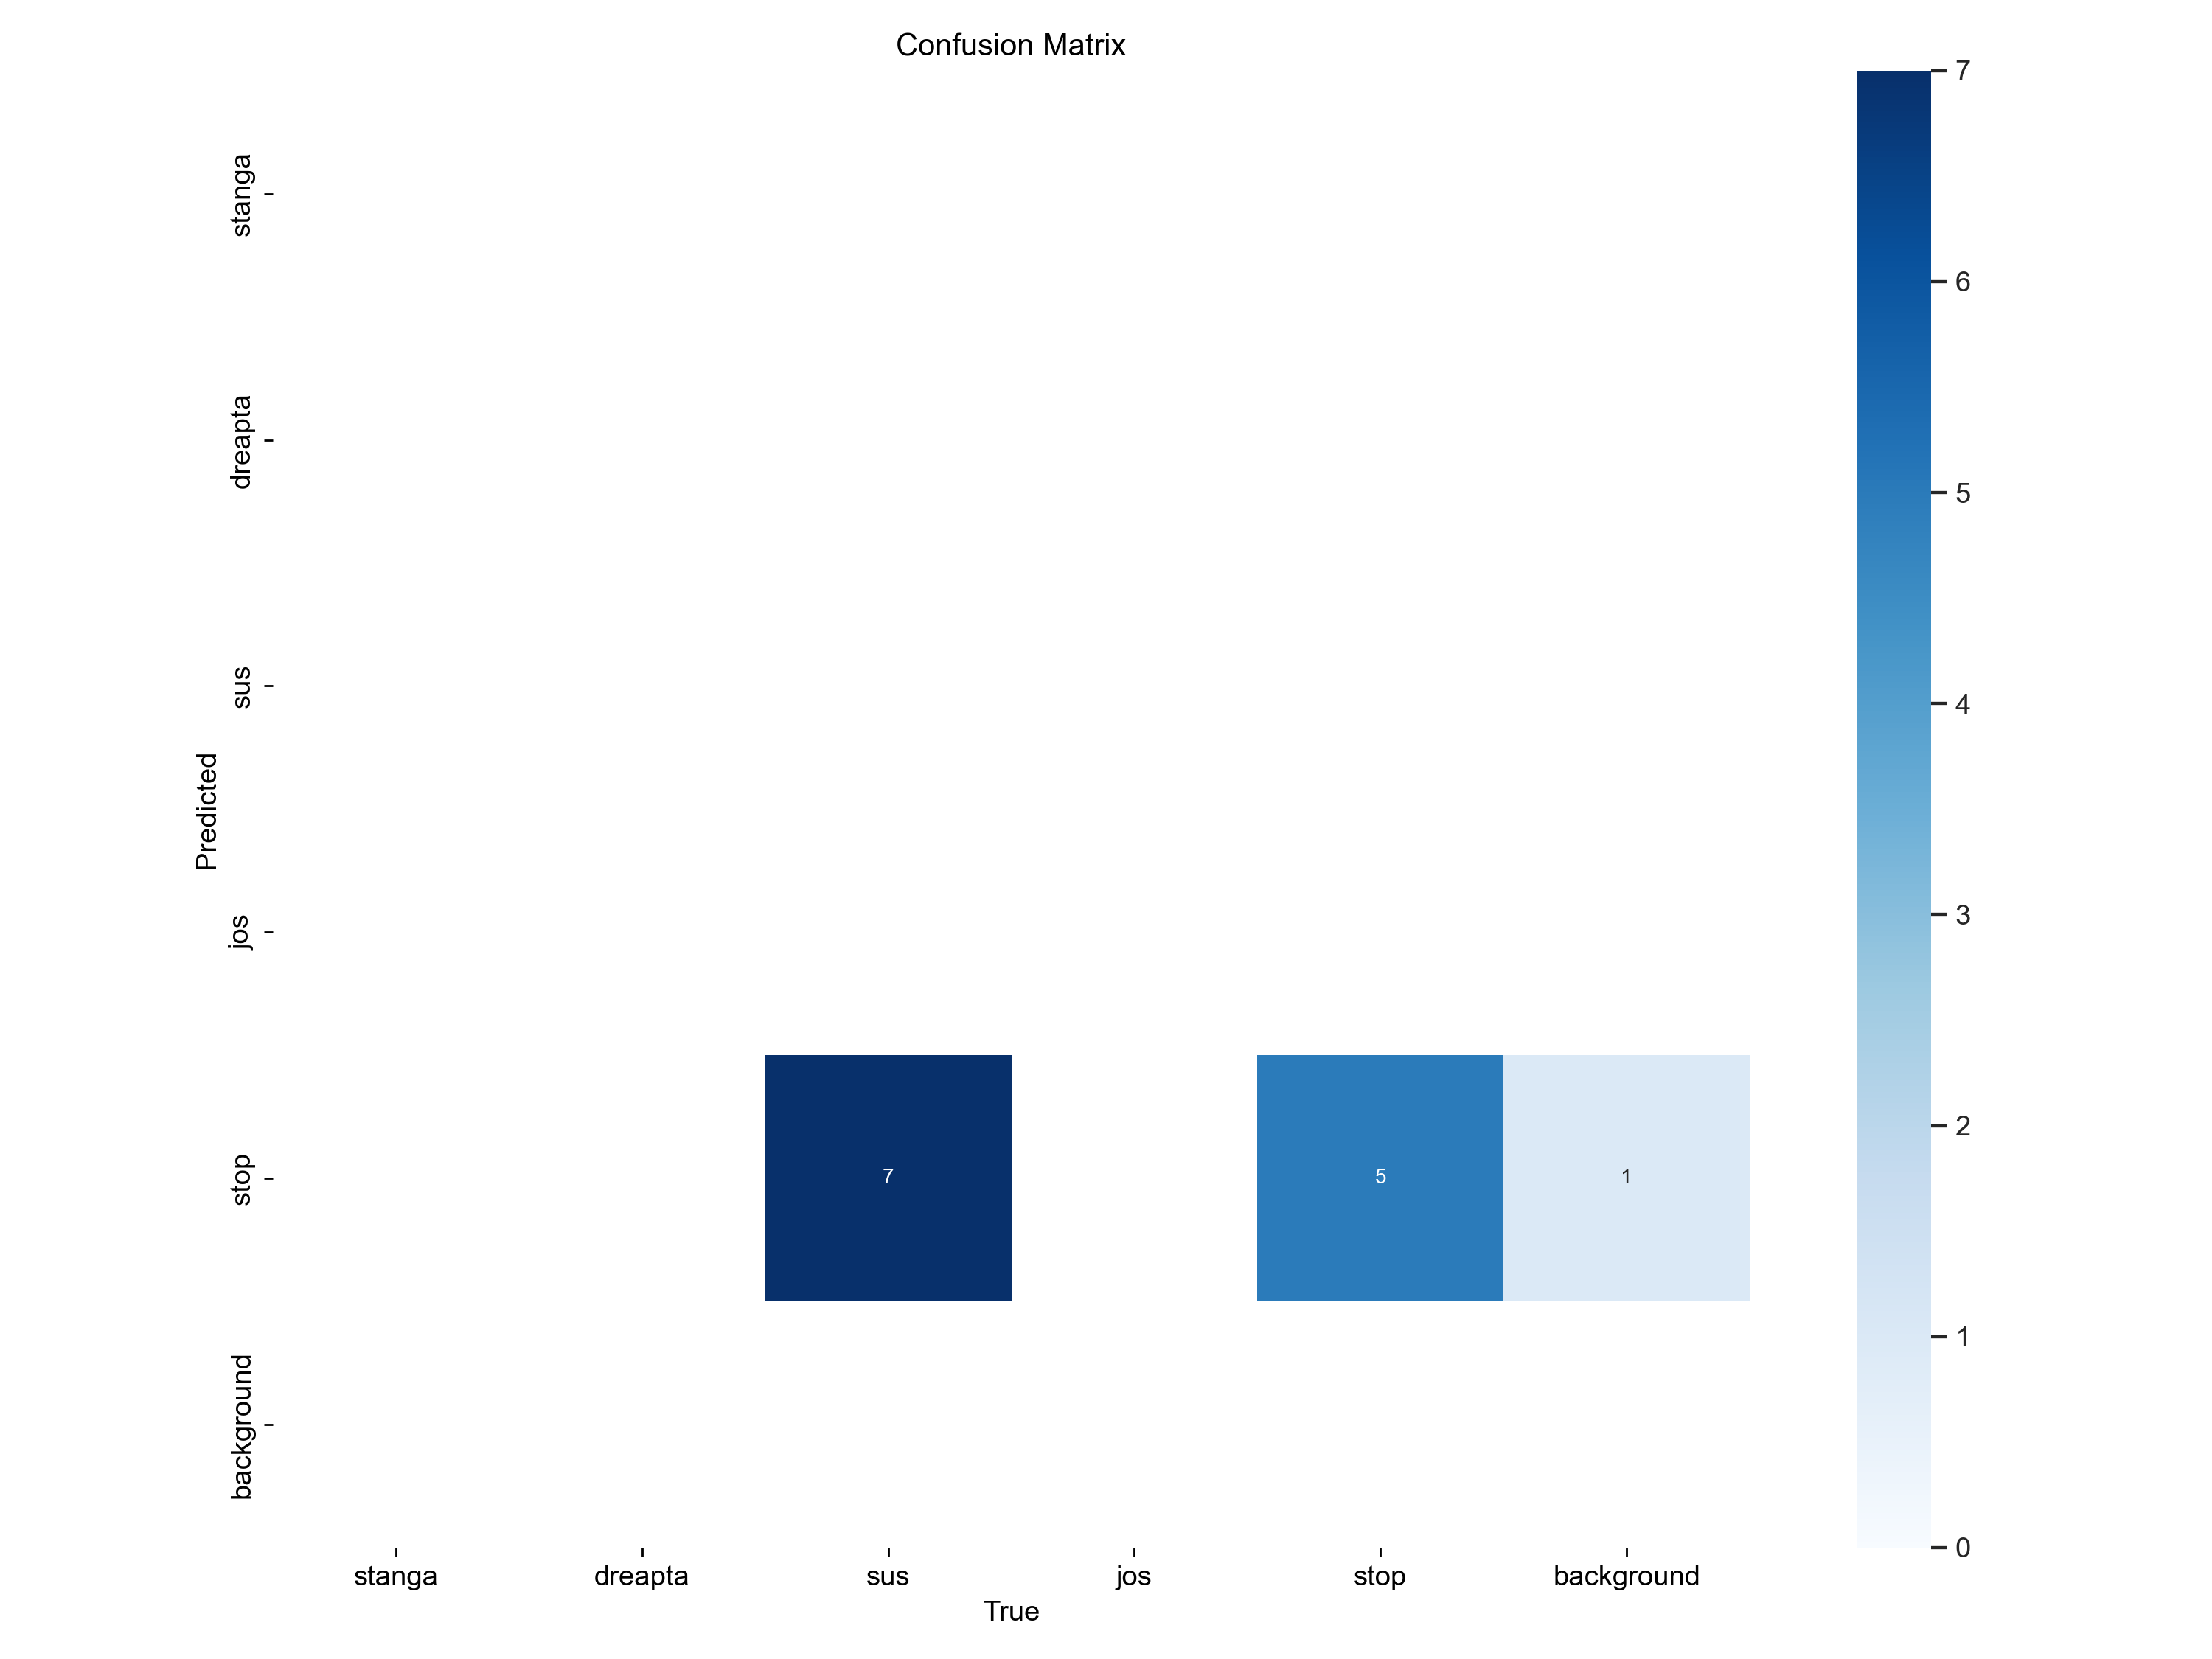 Confusion Matrix
7
6
5
4
3
2
1
0
Predicted
stanga
dreapta
sus
jos
stop
background
7
5
1
stanga
dreapta
sus
jos
stop
background
True